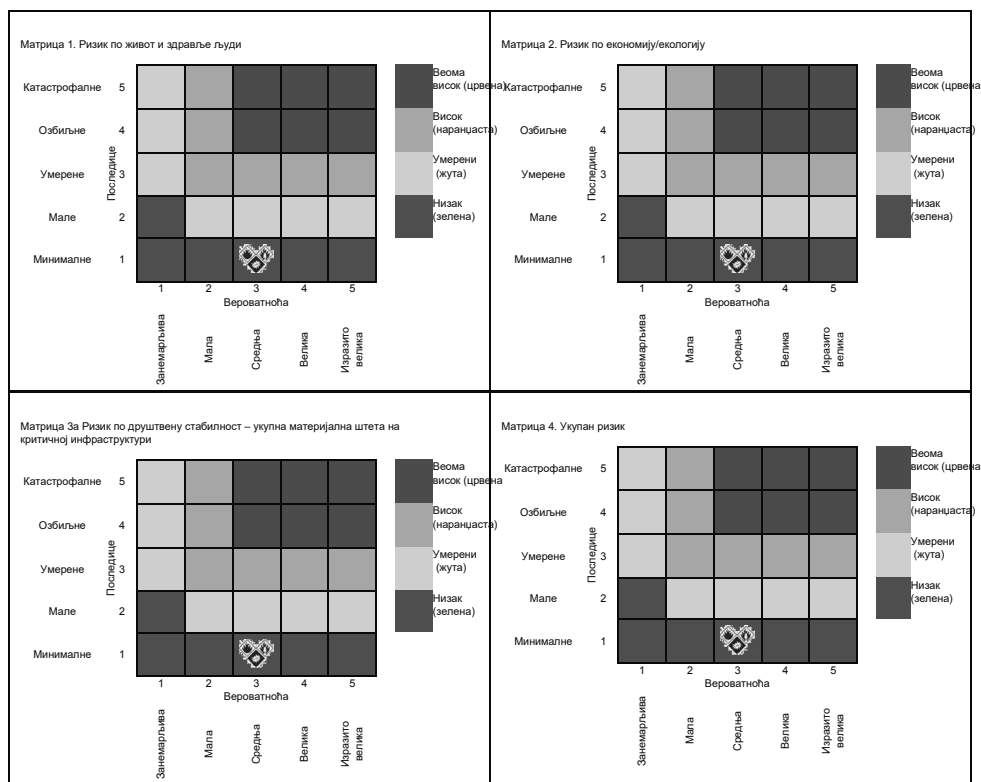 Матрица 1. Ризик по живот и здравље људи
Катастрофалне 5
Озбиљне 4
Умерене 3
Мале 2
Минималне 1
Последице
1 2 3 4 5
Вероватноћа
Занемарљива
Мала
Средња
Велика
Изразито
велика
Веома
висок (црвена)
Висок
(наранџаста)
Умерени
(жута)
Низак
(зелена)
Матрица 2. Ризик по економију/екологију
Катастрофалне 5
Озбиљне 4
Умерене 3
Мале 2
Минималне 1
Последице
1 2 3 4 5
Вероватноћа
Занемарљива
Мала
Средња
Велика
Изразито
велика
Веома
висок (црвена
Висок
(наранџаста)
Умерени
(жута)
Низак
(зелена)
Матрица 3а Ризик по друштвену стабилност – укупна материјална штета на
критичној инфраструктури
Катастрофалне 5
Озбиљне 4
Умерене 3
Мале 2
Минималне 1
Последице
1 2 3 4 5
Вероватноћа
Занемарљива
Мала
Средња
Велика
Изразито
велика
Веома
висок (црвена
Висок
(наранџаста)
Умерени
(жута)
Низак
(зелена)
Матрица 4. Укупан ризик
Катастрофалне 5
Озбиљне 4
Умерене 3
Мале 2
Минималне 1
Последице
1 2 3 4 5
Вероватноћа
Занемарљива
Мала
Средња
Велика
Изразито
велика
Веома
висок (црвена
Висок
(наранџаста)
Умерени
(жута)
Низак
(зелена)